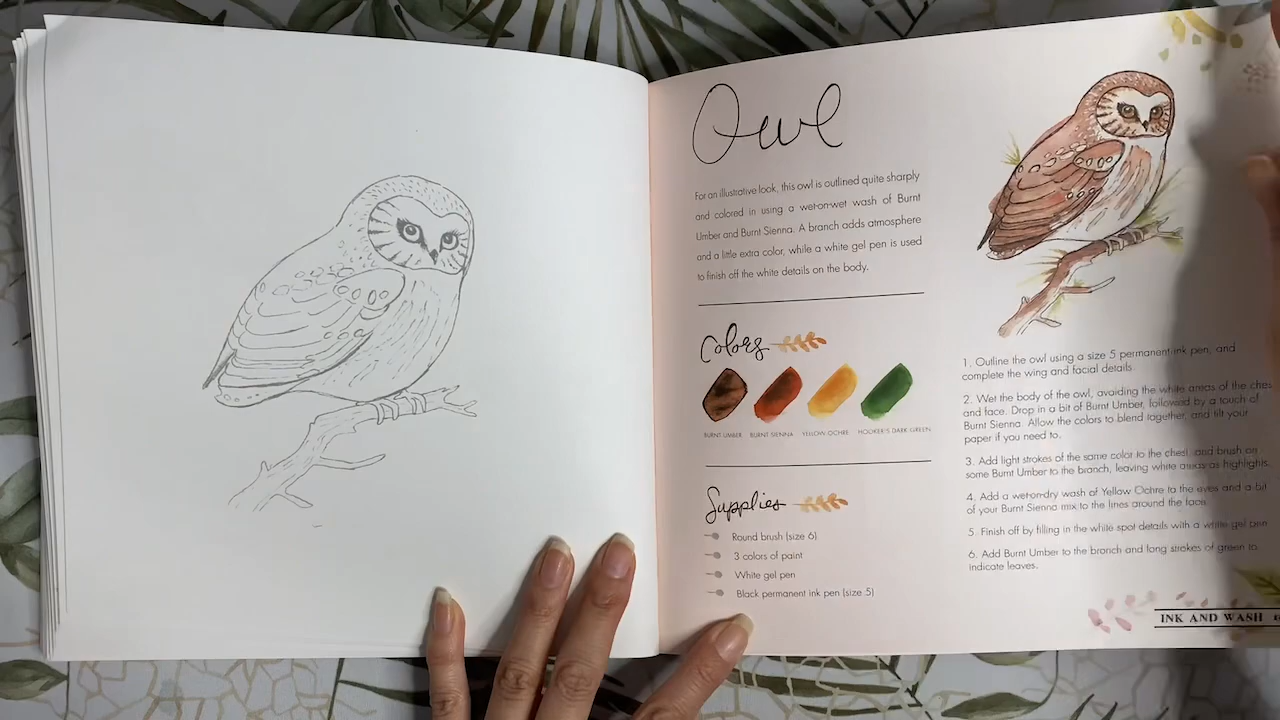 Owl
For an illustrative look, this owl is outlined quite sharply
and colored in using a wet-on-wet wash of Burnt
Umber and Burnt Sienna. A branch adds atmosphere
and a little extra color, while a white gel pen is used
to finish off the white details on the body.
Colors
BURNT UMBER BURNT SIENNA YELLOW OCHRE HOOKER'S DARK GREEN
Supplies
Round brush (size 6)
3 colors of paint
White gel pen
Black permanent ink pen (size 5)
1. Outline the owl using a size 5 permanent-ink pen, and
complete the wing and facial details.
2. Wet the body of the owl, avoiding the white areas of the ches
and face. Drop in a bit of Burnt Umber, followed by a touch of
Burnt Sienna. Allow the colors to blend together, and tilt your
paper if you need to.
3. Add light strokes of the same color to the chest, and brush on
some Burnt Umber to the branch, leaving white areas as highlights.
4. Add a wet-on-dry wash of Yellow Ochre to the eyes and a bit
of your Burnt Sienna mix to the lines around the face.
5. Finish off by filling in the white spot details with a white gel pen.
6. Add Burnt Umber to the branch and long strokes of green to
indicate leaves.
INK AND WASH